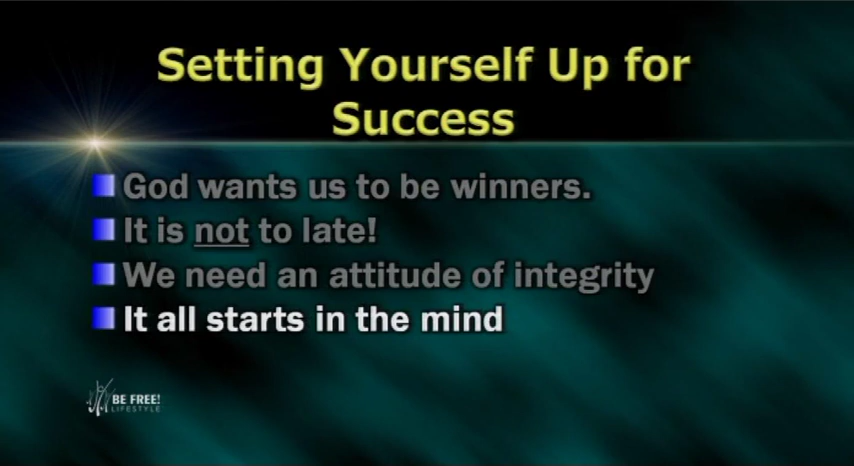 Setting Yourself Up for
Success
God wants us to be winners.
It is not to late!
We need an attitude of integrity
It all starts in the mind
BE FREE!
LIFESTYLE